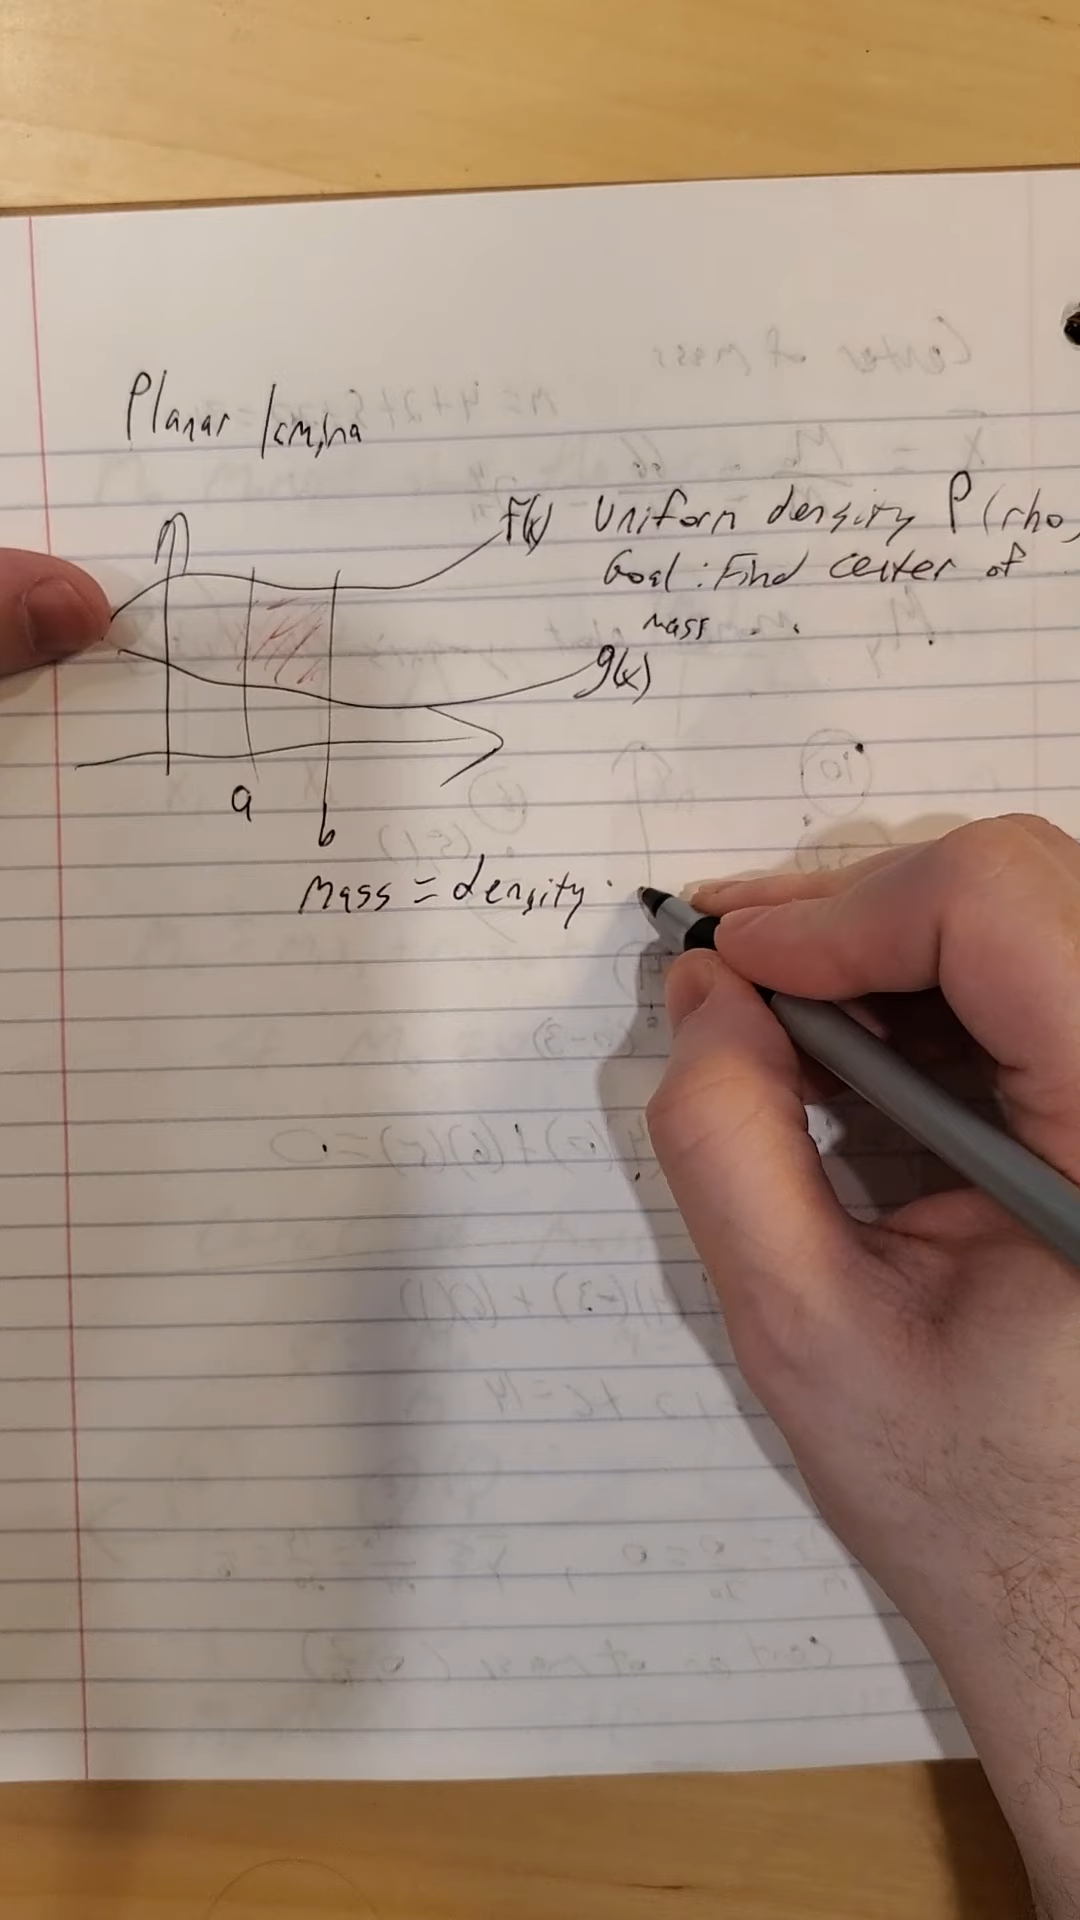 Planar lamina
f(x) Uniform density ρ (rho
Goal: Find center of
mass
g(x)
a
b
Mass = density ·